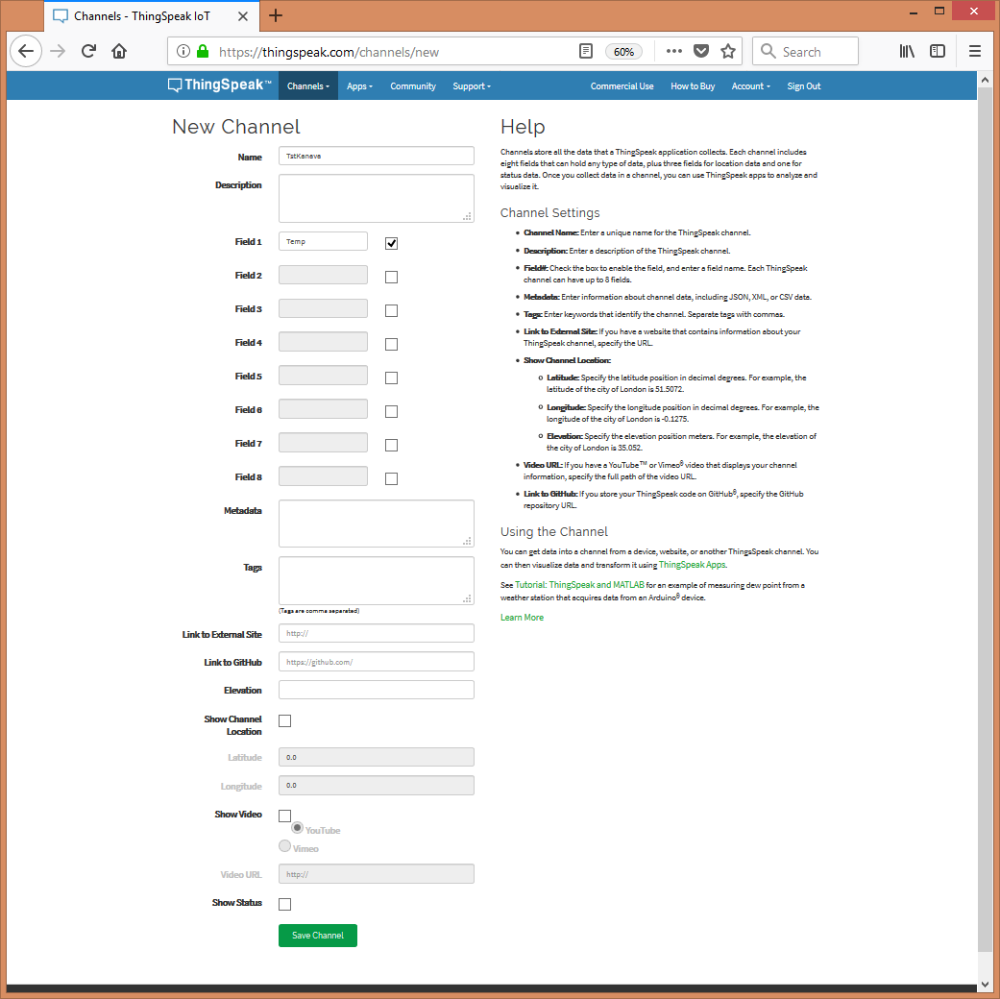 Channels - ThingSpeak IoT
https://thingspeak.com/channels/new
60%
Search
ThingSpeak™
Channels
Apps
Community
Support
Commercial Use
How to Buy
Account
Sign Out
New Channel
Name
TstKanava
Description
Field 1
Temp
Field 2
Field 3
Field 4
Field 5
Field 6
Field 7
Field 8
Metadata
Tags
(Tags are comma separated)
Link to External Site
http://
Link to GitHub
https://github.com/
Elevation
Show Channel
Location
Latitude
0.0
Longitude
0.0
Show Video
YouTube
Vimeo
Video URL
http://
Show Status
Save Channel
Help
Channels store all the data that a ThingSpeak application collects. Each channel includes
eight fields that can hold any type of data, plus three fields for location data and one for
status data. Once you collect data in a channel, you can use ThingSpeak apps to analyze and
visualize it.
Channel Settings
• Channel Name: Enter a unique name for the ThingSpeak channel.
• Description: Enter a description of the ThingSpeak channel.
• Field#: Check the box to enable the field, and enter a field name. Each ThingSpeak
channel can have up to 8 fields.
• Metadata: Enter information about channel data, including JSON, XML, or CSV data.
• Tags: Enter keywords that identify the channel. Separate tags with commas.
• Link to External Site: If you have a website that contains information about your
ThingSpeak channel, specify the URL.
• Show Channel Location:
o Latitude: Specify the latitude position in decimal degrees. For example, the
latitude of the city of London is 51.5072.
o Longitude: Specify the longitude position in decimal degrees. For example, the
longitude of the city of London is -0.1275.
o Elevation: Specify the elevation position meters. For example, the elevation of
the city of London is 35.052.
• Video URL: If you have a YouTube™ or Vimeo® video that displays your channel
information, specify the full path of the video URL.
• Link to GitHub: If you store your ThingSpeak code on GitHub®, specify the GitHub
repository URL.
Using the Channel
You can get data into a channel from a device, website, or another ThingsSpeak channel. You
can then visualize data and transform it using ThingSpeak Apps.
See Tutorial: ThingSpeak and MATLAB for an example of measuring dew point from a
weather station that acquires data from an Arduino® device.
Learn More